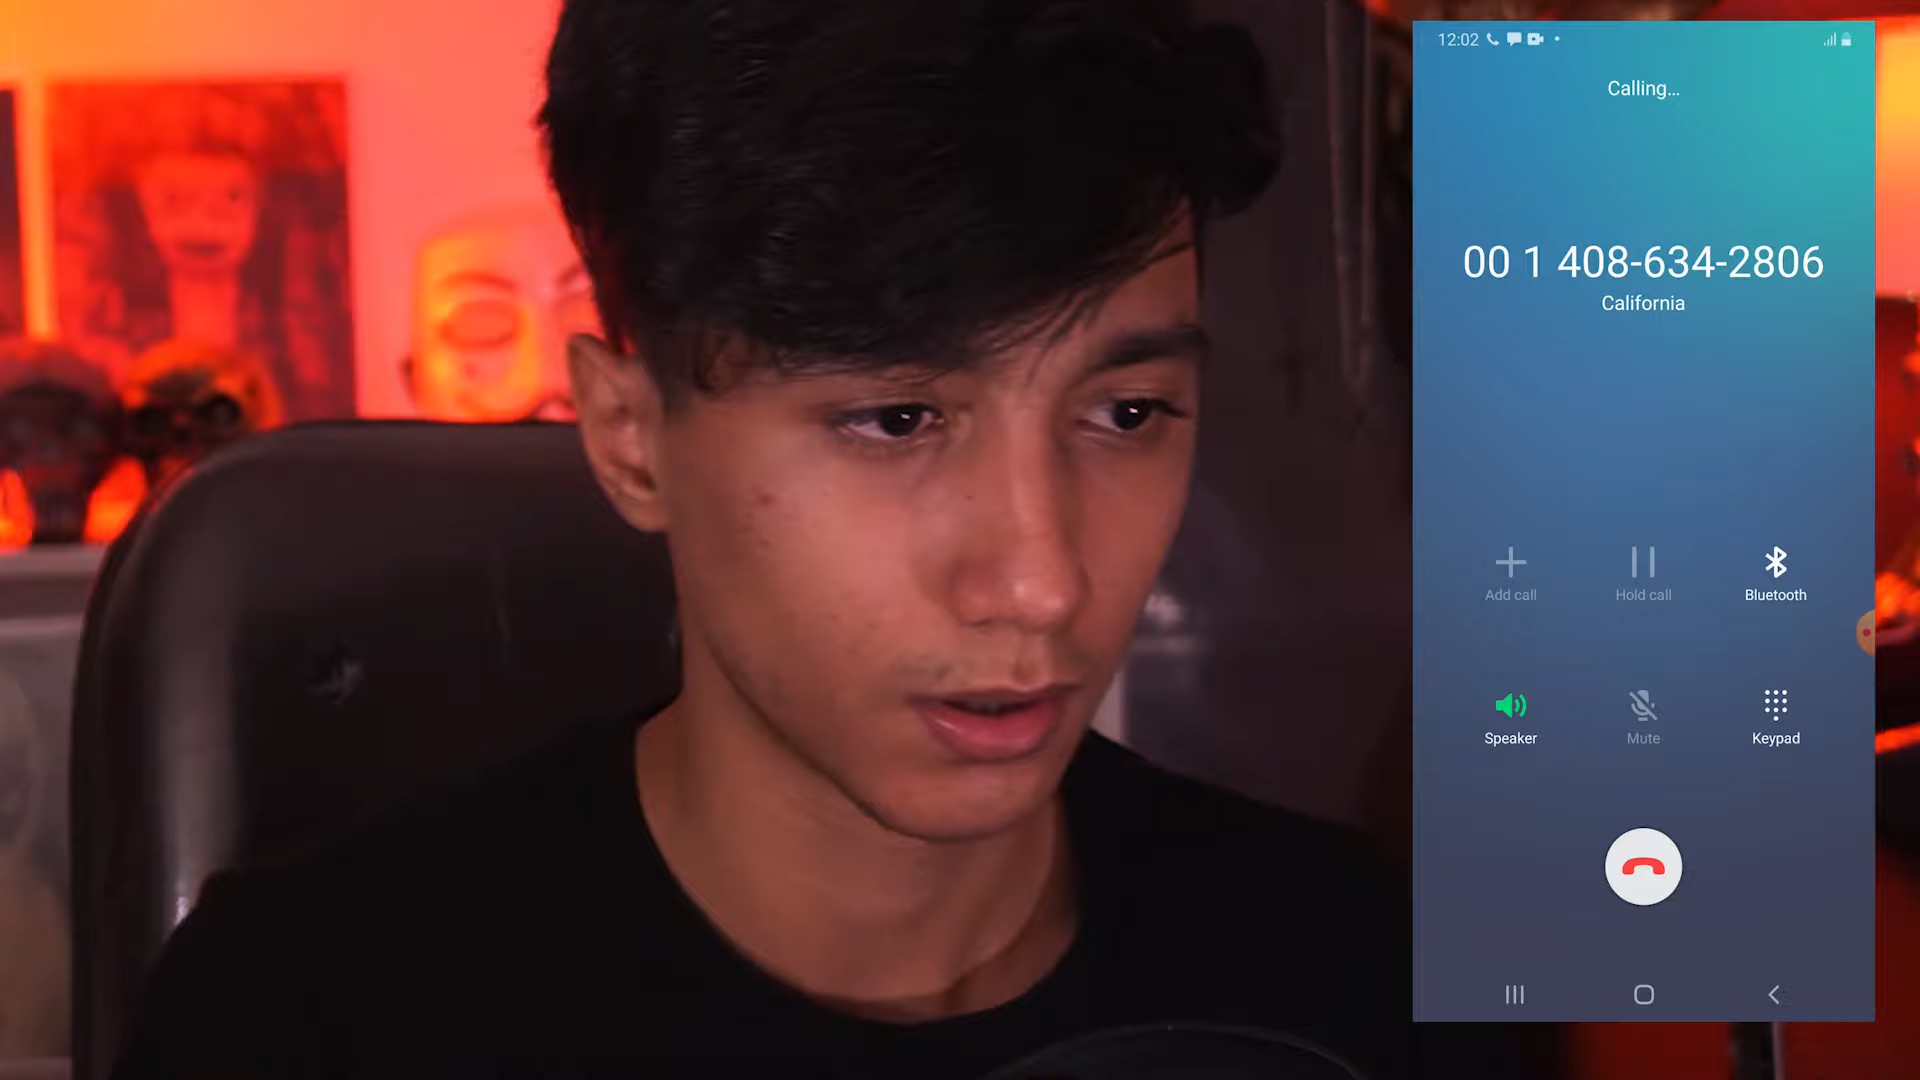 12:02
Calling...
00 1 408-634-2806
California
Add call
Hold call
Bluetooth
Speaker
Mute
Keypad